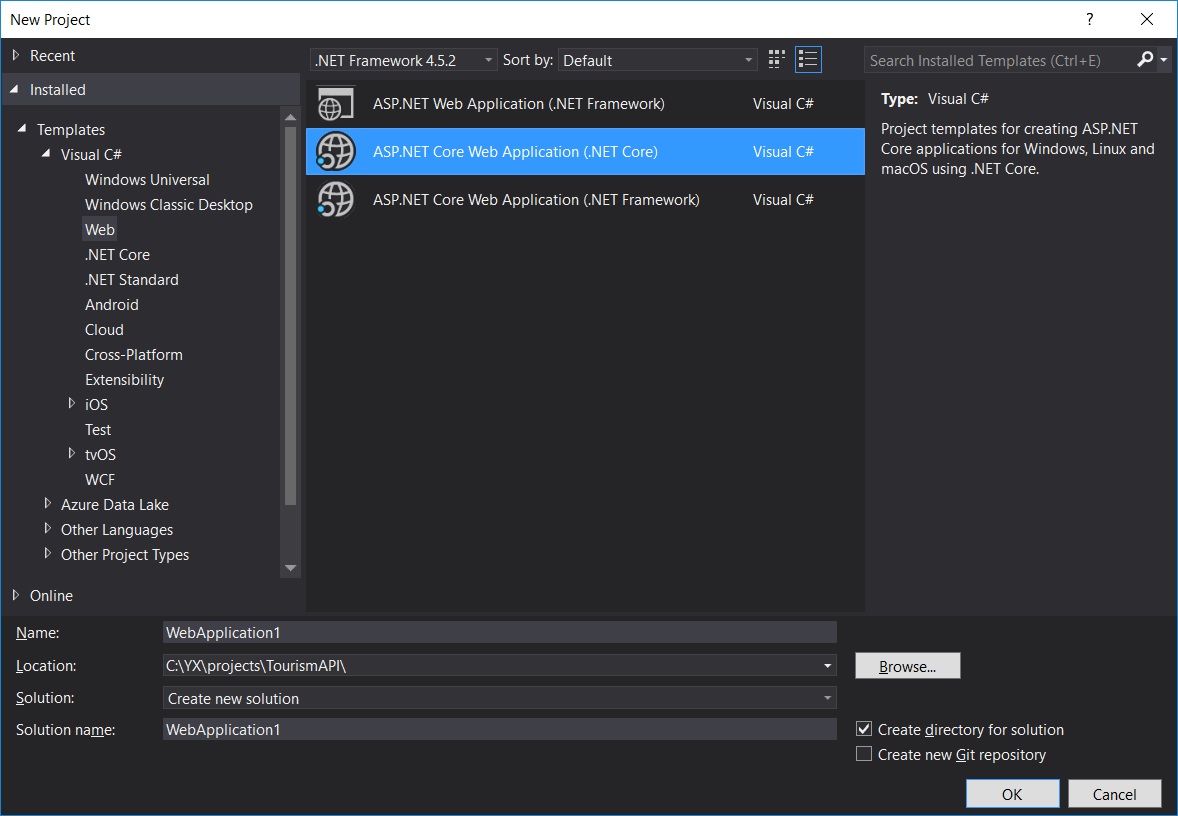 New Project
?
Recent
Installed
Templates
Visual C#
Windows Universal
Windows Classic Desktop
Web
.NET Core
.NET Standard
Android
Cloud
Cross-Platform
Extensibility
iOS
Test
tvOS
WCF
Azure Data Lake
Other Languages
Other Project Types
Online
.NET Framework 4.5.2 Sort by: Default
ASP.NET Web Application (.NET Framework) Visual C#
ASP.NET Core Web Application (.NET Core) Visual C#
ASP.NET Core Web Application (.NET Framework) Visual C#
Search Installed Templates (Ctrl+E)
Type: Visual C#
Project templates for creating ASP.NET
Core applications for Windows, Linux and
macOS using .NET Core.
Name: WebApplication1
Location: C:\YX\projects\TourismAPI\ Browse...
Solution: Create new solution
Solution name: WebApplication1
Create directory for solution
Create new Git repository
OK Cancel